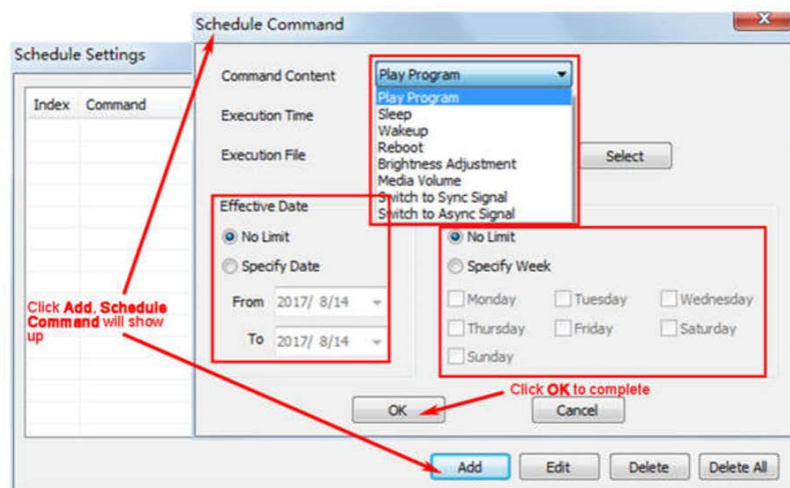 Schedule Command
Schedule Settings
Index Command
Command Content Play Program
Play Program
Sleep
Wakeup
Reboot
Brightness Adjustment
Media Volume
Switch to Sync Signal
Switch to Async Signal
Execution Time
Execution File
Select
Effective Date
No Limit
Specify Date
From 2017/ 8/14
To 2017/ 8/14
No Limit
Specify Week
Monday Tuesday Wednesday
Thursday Friday Saturday
Sunday
Click Add, Schedule
Command will show
up
Click OK to complete
OK Cancel
Add Edit Delete Delete All